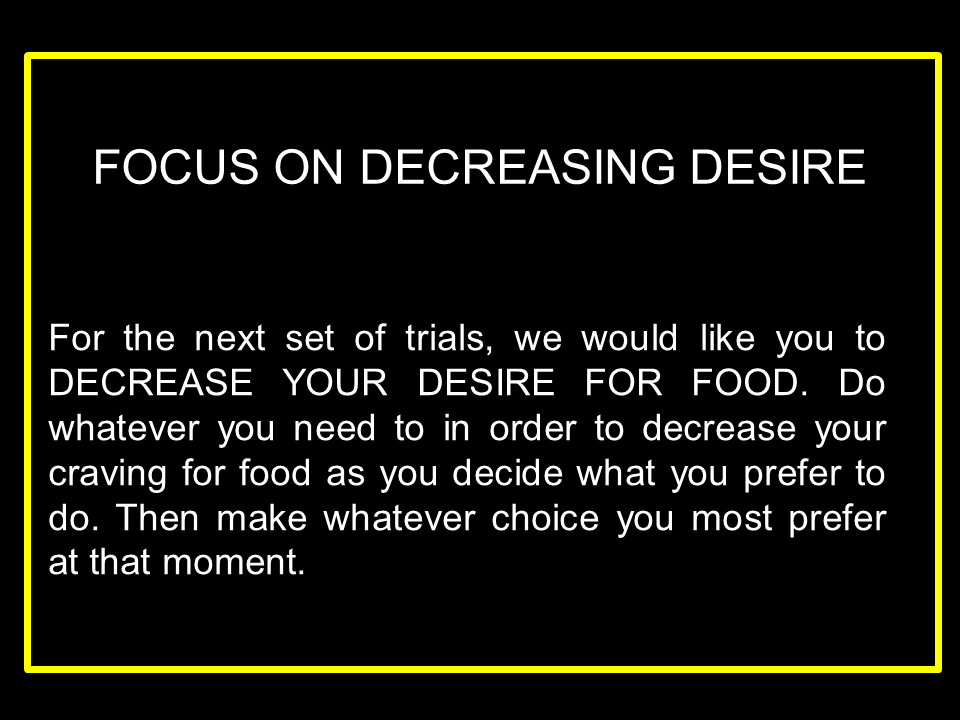 FOCUS ON DECREASING DESIRE
For the next set of trials, we would like you to
DECREASE YOUR DESIRE FOR FOOD. Do
whatever you need to in order to decrease your
craving for food as you decide what you prefer to
do. Then make whatever choice you most prefer
at that moment.